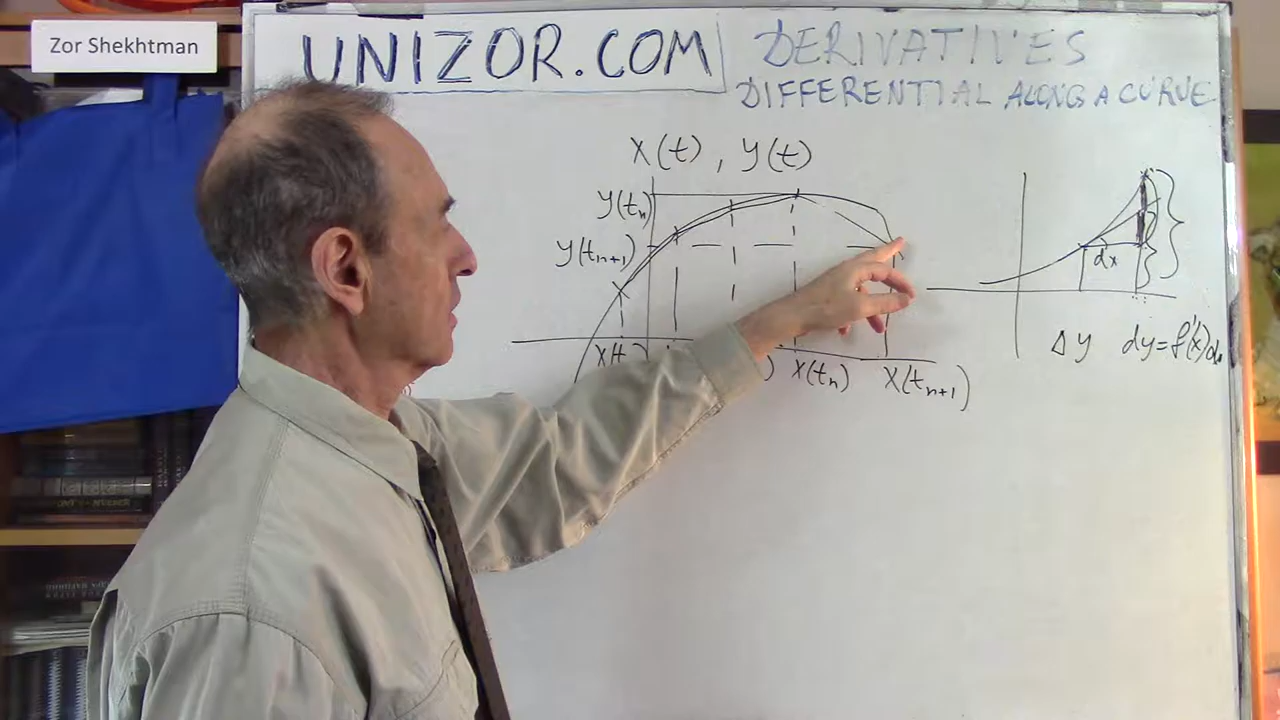 Zor Shekhtman
UNIZOR.COM
DERIVATIVES
DIFFERENTIAL ALONG A CURVE
x(t), y(t)
y(tₙ)
y(tₙ₊₁)
dx
x(t
x(tₙ)
x(tₙ₊₁)
Δy
dy=f'(x)d